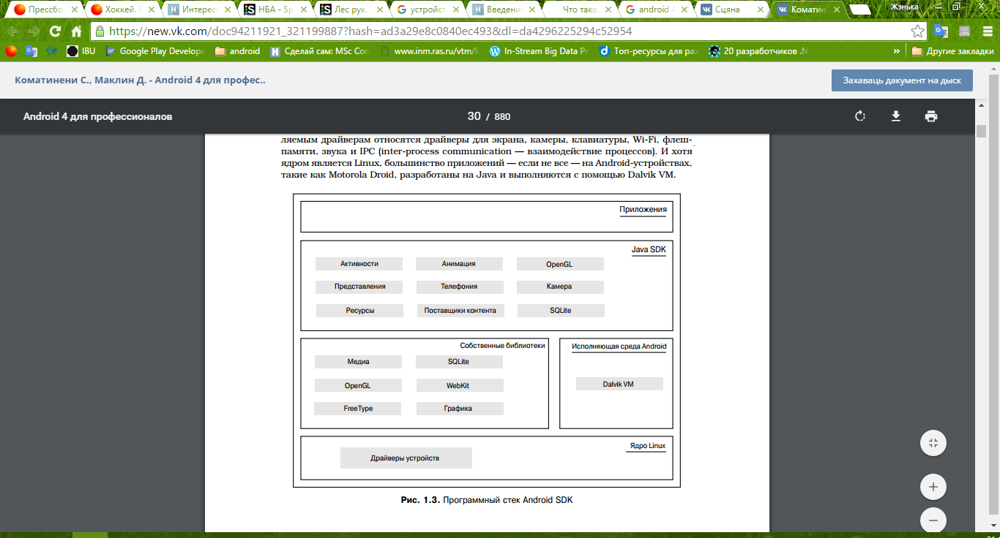 Прессбо
Хоккей.
Интерес
НБА - Sp
Лес рук.
устройст
Введени
Что тако
android
Сцяна
Коматин
Жэнька
https://new.vk.com/doc94211921_321199887?hash=ad3a29e8c0840ec493&dl=da4296225294c52954
IBU
Google Play Develope
android
Сделай сам: MSc Con
www.inm.ras.ru/vtm/l
In-Stream Big Data Pr
Топ-ресурсы для раз
20 разработчиков .N
»
Другие закладки
Коматинени С., Маклин Д. - Android 4 для профес..
Захаваць дакумент на дыск
Android 4 для профессионалов
30 / 880
ляемым драйверам относятся драйверы для экрана, камеры, клавиатуры, Wi-Fi, флеш-
памяти, звука и IPC (inter-process communication — взаимодействие процессов). И хотя
ядром является Linux, большинство приложений — если не все — на Android-устройствах,
такие как Motorola Droid, разработаны на Java и выполняются с помощью Dalvik VM.
Приложения
Java SDK
Активности
Анимация
OpenGL
Представления
Телефония
Камера
Ресурсы
Поставщики контента
SQLite
Собственные библиотеки
Медиа
SQLite
OpenGL
WebKit
FreeType
Графика
Исполняющая среда Android
Dalvik VM
Ядро Linux
Драйверы устройств
Рис. 1.3. Программный стек Android SDK